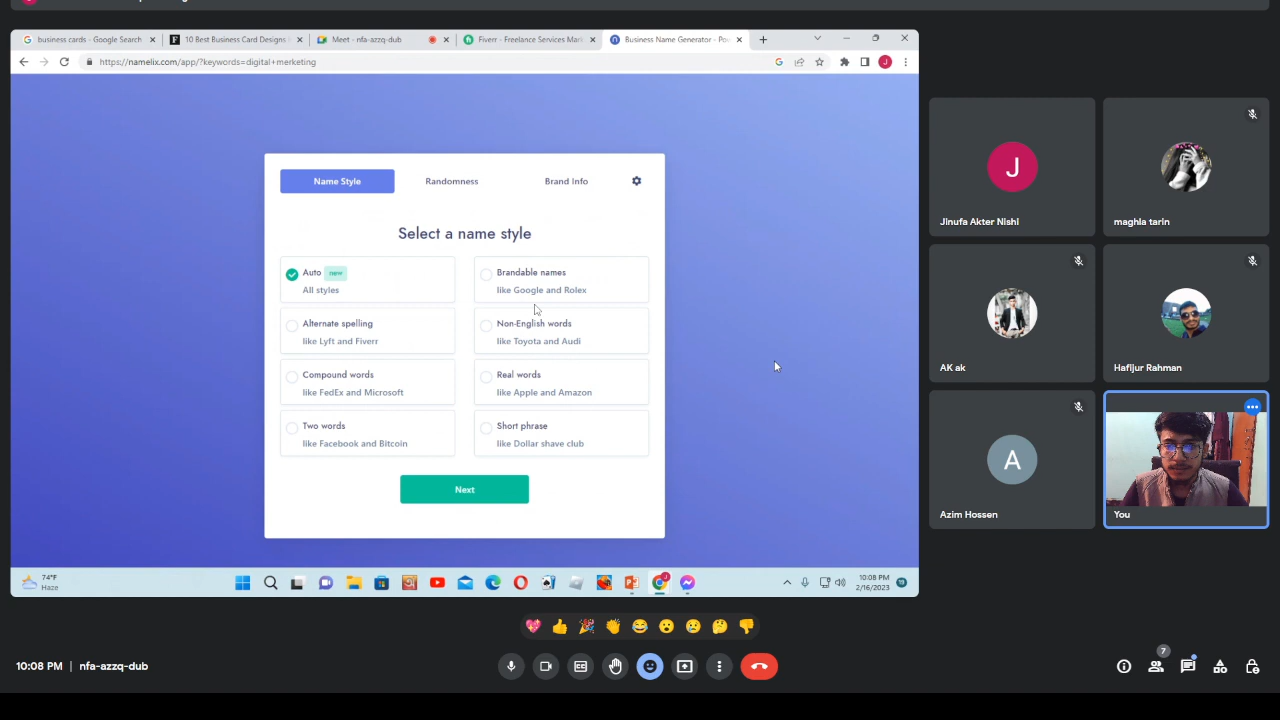 business cards - Google Search
10 Best Business Card Designs
Meet - nfa-azzq-dub
Fiverr - Freelance Services Mar
Business Name Generator - Po
https://namelix.com/app/?keywords=digital+merketing
J
Name Style
Randomness
Brand Info
Select a name style
Auto new
All styles
Brandable names
like Google and Rolex
Alternate spelling
like Lyft and Fiverr
Non-English words
like Toyota and Audi
Compound words
like FedEx and Microsoft
Real words
like Apple and Amazon
Two words
like Facebook and Bitcoin
Short phrase
like Dollar shave club
Next
74°F
Haze
10:08 PM
2/16/2023
J
Jinufa Akter Nishi
maghla tarin
AK ak
Hafijur Rahman
A
Azim Hossen
You
10:08 PM | nfa-azzq-dub
7